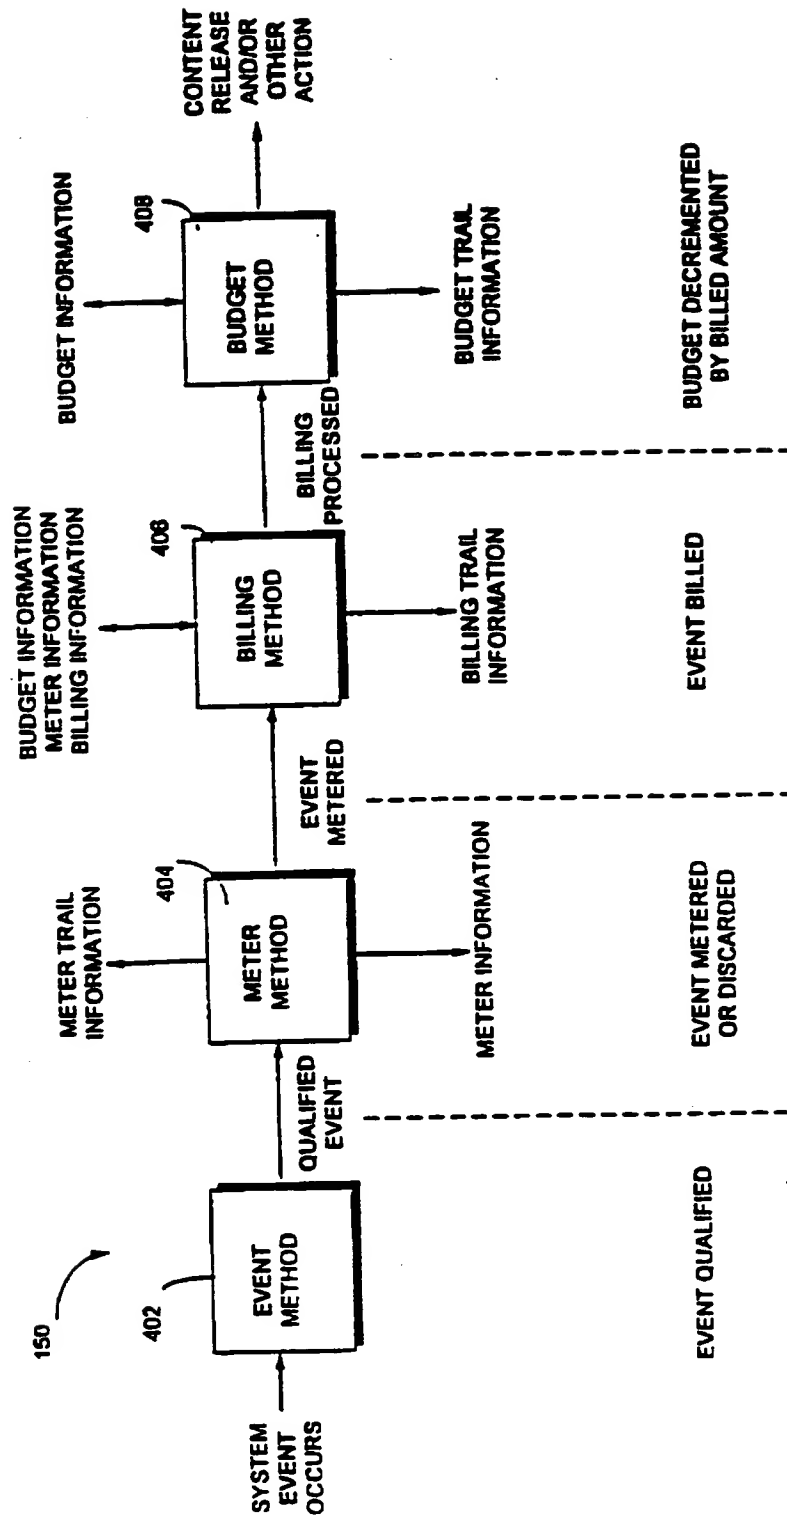 150
SYSTEM
EVENT
OCCURS
402
EVENT
METHOD
QUALIFIED
EVENT
METER TRAIL
INFORMATION
404
METER
METHOD
METER INFORMATION
EVENT
METERED
BUDGET INFORMATION
METER INFORMATION
BILLING INFORMATION
406
BILLING
METHOD
BILLING TRAIL
INFORMATION
BILLING
PROCESSED
BUDGET INFORMATION
408
BUDGET
METHOD
BUDGET TRAIL
INFORMATION
CONTENT
RELEASE
AND/OR
OTHER
ACTION
EVENT QUALIFIED
EVENT METERED
OR DISCARDED
EVENT BILLED
BUDGET DECREMENTED
BY BILLED AMOUNT